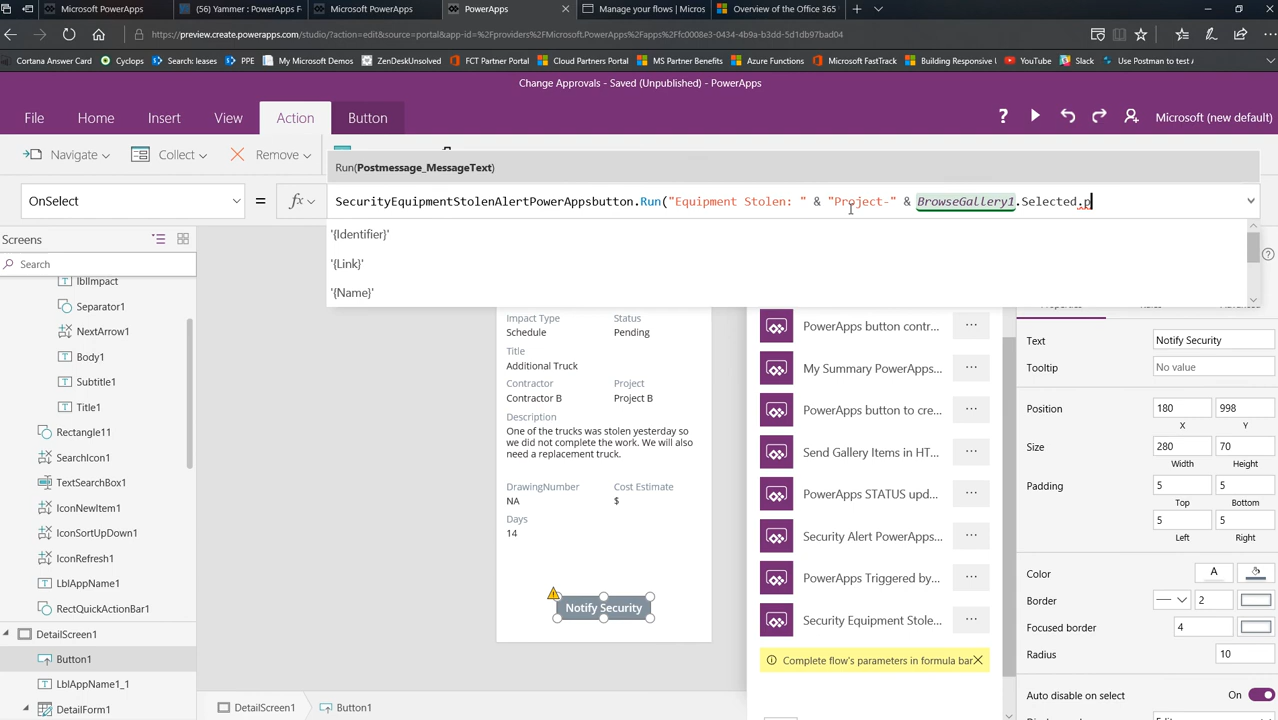 Microsoft PowerApps
(56) Yammer : PowerApps F
Microsoft PowerApps
PowerApps
Manage your flows | Micros
Overview of the Office 365
https://preview.create.powerapps.com/studio/?action=edit&source=portal&app-id=%2Fproviders%2FMicrosoft.PowerApps%2Fapps%2Ffc0008e3-0434-4b9a-b3dd-5d1db97cad04
Cortana Award Cert
Cyclops
Search: leases
PPE
My Microsoft Demos
ZenDeskUnsolved
FCT Partner Portal
Cloud Partners Portal
MS Partner Benefits
Azure Functions
Building Responsive U
YouTube
Use Postman to test A
Change Approvals - Saved (Unpublished) - PowerApps
File
Home
Insert
View
Action
Button
?
Microsoft (new default)
Navigate
Collect
Remove
Run(Postmessage_MessageText)
OnSelect
=
fx
SecurityEquipmentStolenAlertPowerAppsbutton.Run("Equipment Stolen: " & "Project-" & BrowseGallery1.Selected.p
'{Identifier}'
'{Link}'
'{Name}'
Search
lblImpact
Separator1
NextArrow1
Body1
Subtitle1
Title1
Rectangle11
SearchIcon1
TextSearchBox1
IconNewItem1
IconSortUpDown1
IconRefresh1
LblAppName1
RectQuickActionBar1
DetailScreen1
Button1
LblAppName1_1
DetailForm1
Impact Type
Status
Schedule
Pending
Title
Additional Truck
Contractor
Project
Contractor B
Project B
Description
One of the trucks was stolen yesterday so
we did not complete the work. We will also
need a replacement truck.
DrawingNumber
Cost Estimate
NA
$
Days
14
Notify Security
PowerApps button contr...
My Summary PowerApps...
PowerApps button to cre...
Send Gallery Items in HT...
PowerApps STATUS upd...
Security Alert PowerApps...
PowerApps Triggered by...
Security Equipment Stole...
Complete flow's parameters in formula bar
Text
Notify Security
Tooltip
No value
Position
180
998
X
Y
Size
280
70
Width
Height
Padding
5
5
Top
Bottom
5
5
Left
Right
Color
Border
2
Focused border
4
Radius
10
Auto disable on select
On
DetailScreen1
Button1